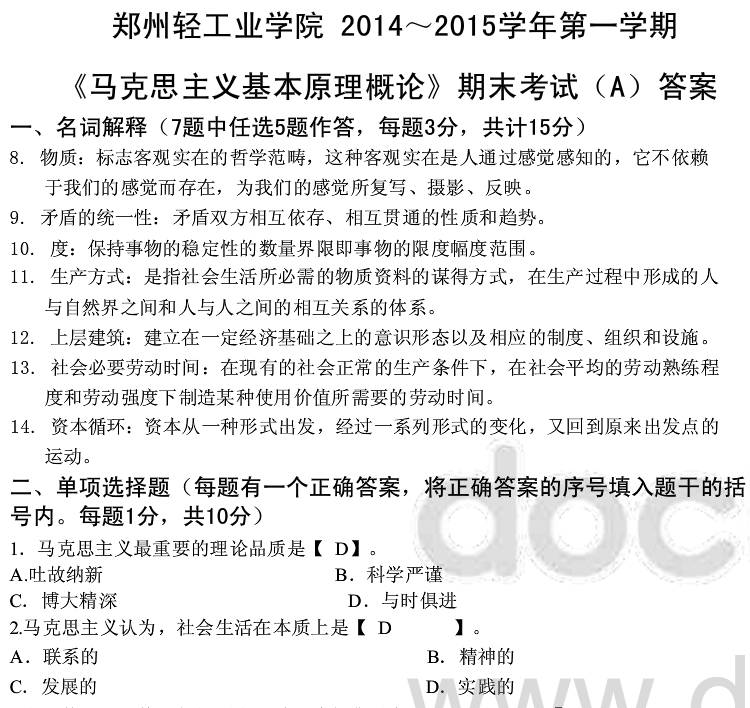 郑州轻工业学院 2014～2015学年第一学期
《马克思主义基本原理概论》期末考试（A）答案
一、名词解释（7题中任选5题作答，每题3分，共计15分）
8. 物质：标志客观实在的哲学范畴，这种客观实在是人通过感觉感知的，它不依赖
于我们的感觉而存在，为我们的感觉所复写、摄影、反映。
9. 矛盾的统一性：矛盾双方相互依存、相互贯通的性质和趋势。
10. 度：保持事物的稳定性的数量界限即事物的限度幅度范围。
11. 生产方式：是指社会生活所必需的物质资料的谋得方式，在生产过程中形成的人
与自然界之间和人与人之间的相互关系的体系。
12. 上层建筑：建立在一定经济基础之上的意识形态以及相应的制度、组织和设施。
13. 社会必要劳动时间：在现有的社会正常的生产条件下，在社会平均的劳动熟练程
度和劳动强度下制造某种使用价值所需要的劳动时间。
14. 资本循环：资本从一种形式出发，经过一系列形式的变化，又回到原来出发点的
运动。
二、单项选择题（每题有一个正确答案，将正确答案的序号填入题干的括
号内。每题1分，共10分）
1．马克思主义最重要的理论品质是【 D】。
A.吐故纳新 B．科学严谨
C．博大精深 D．与时俱进
2.马克思主义认为，社会生活在本质上是【 D 】。
A．联系的 B．精神的
C．发展的 D．实践的
doc
www.d